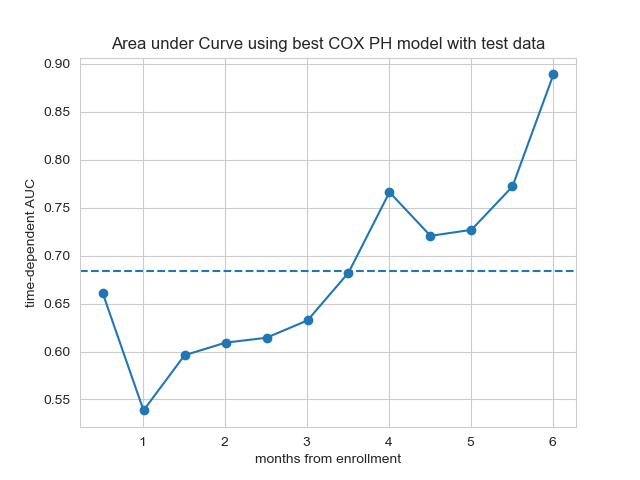 Area under Curve using best COX PH model with test data
0.90
0.85
0.80
0.75
0.70
0.65
0.60
0.55
time-dependent AUC
1 2 3 4 5 6
months from enrollment